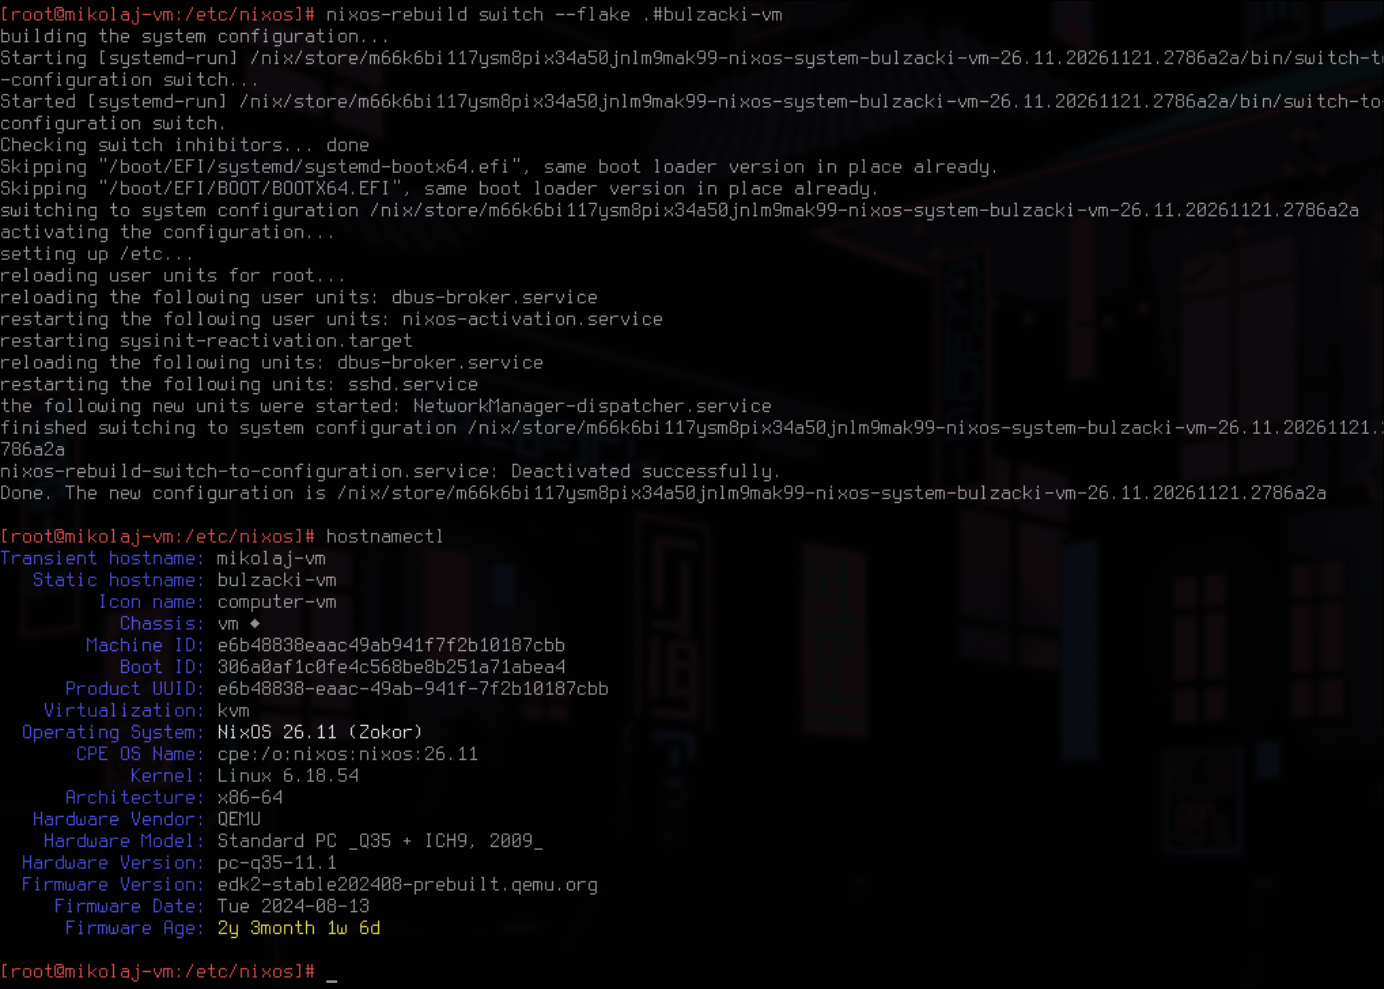 [root@mikolaj-vm:/etc/nixos]# nixos-rebuild switch --flake .#bulzacki-vm
building the system configuration...
Starting [systemd-run] /nix/store/m66k6bi117ysm8pix34a50jnlm9mak99-nixos-system-bulzacki-vm-26.11.20261121.2786a2a/bin/switch-to
-configuration switch...
Started [systemd-run] /nix/store/m66k6bi117ysm8pix34a50jnlm9mak99-nixos-system-bulzacki-vm-26.11.20261121.2786a2a/bin/switch-to-
configuration switch.
Checking switch inhibitors... done
Skipping "/boot/EFI/systemd/systemd-bootx64.efi", same boot loader version in place already.
Skipping "/boot/EFI/BOOT/BOOTX64.EFI", same boot loader version in place already.
switching to system configuration /nix/store/m66k6bi117ysm8pix34a50jnlm9mak99-nixos-system-bulzacki-vm-26.11.20261121.2786a2a
activating the configuration...
setting up /etc...
reloading user units for root...
reloading the following user units: dbus-broker.service
restarting the following user units: nixos-activation.service
restarting sysinit-reactivation.target
reloading the following units: dbus-broker.service
restarting the following units: sshd.service
the following new units were started: NetworkManager-dispatcher.service
finished switching to system configuration /nix/store/m66k6bi117ysm8pix34a50jnlm9mak99-nixos-system-bulzacki-vm-26.11.20261121.2
786a2a
nixos-rebuild-switch-to-configuration.service: Deactivated successfully.
Done. The new configuration is /nix/store/m66k6bi117ysm8pix34a50jnlm9mak99-nixos-system-bulzacki-vm-26.11.20261121.2786a2a
[root@mikolaj-vm:/etc/nixos]# hostnamectl
Transient hostname: mikolaj-vm
Static hostname: bulzacki-vm
Icon name: computer-vm
Chassis: vm ◆
Machine ID: e6b48838eaac49ab941f7f2b10187cbb
Boot ID: 306a0af1c0fe4c568be8b251a71abea4
Product UUID: e6b48838-eaac-49ab-941f-7f2b10187cbb
Virtualization: kvm
Operating System: NixOS 26.11 (Zokor)
CPE OS Name: cpe:/o:nixos:nixos:26.11
Kernel: Linux 6.18.54
Architecture: x86-64
Hardware Vendor: QEMU
Hardware Model: Standard PC _Q35 + ICH9, 2009_
Hardware Version: pc-q35-11.1
Firmware Version: edk2-stable202408-prebuilt.qemu.org
Firmware Date: Tue 2024-08-13
Firmware Age: 2y 3month 1w 6d
[root@mikolaj-vm:/etc/nixos]# _